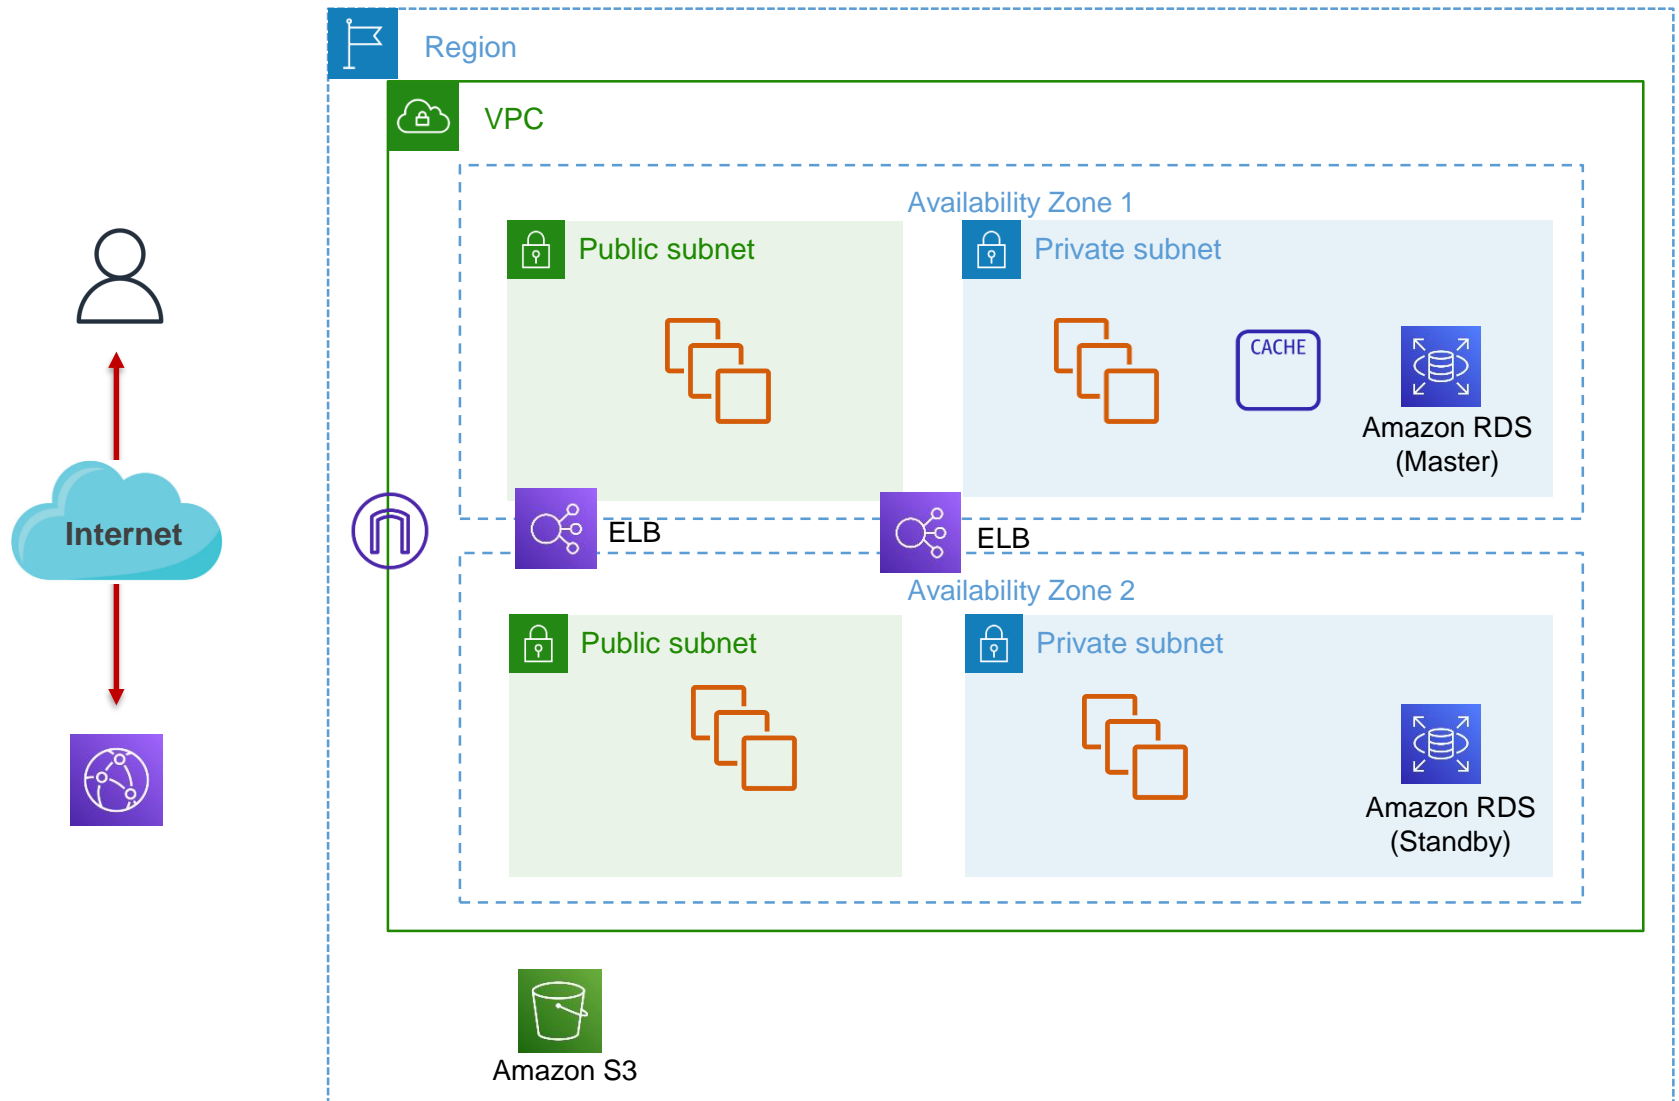 Region
VPC
Availability Zone 1
Public subnet
Private subnet
CACHE
Amazon RDS
(Master)
Internet
ELB
ELB
Availability Zone 2
Public subnet
Private subnet
Amazon RDS
(Standby)
Amazon S3